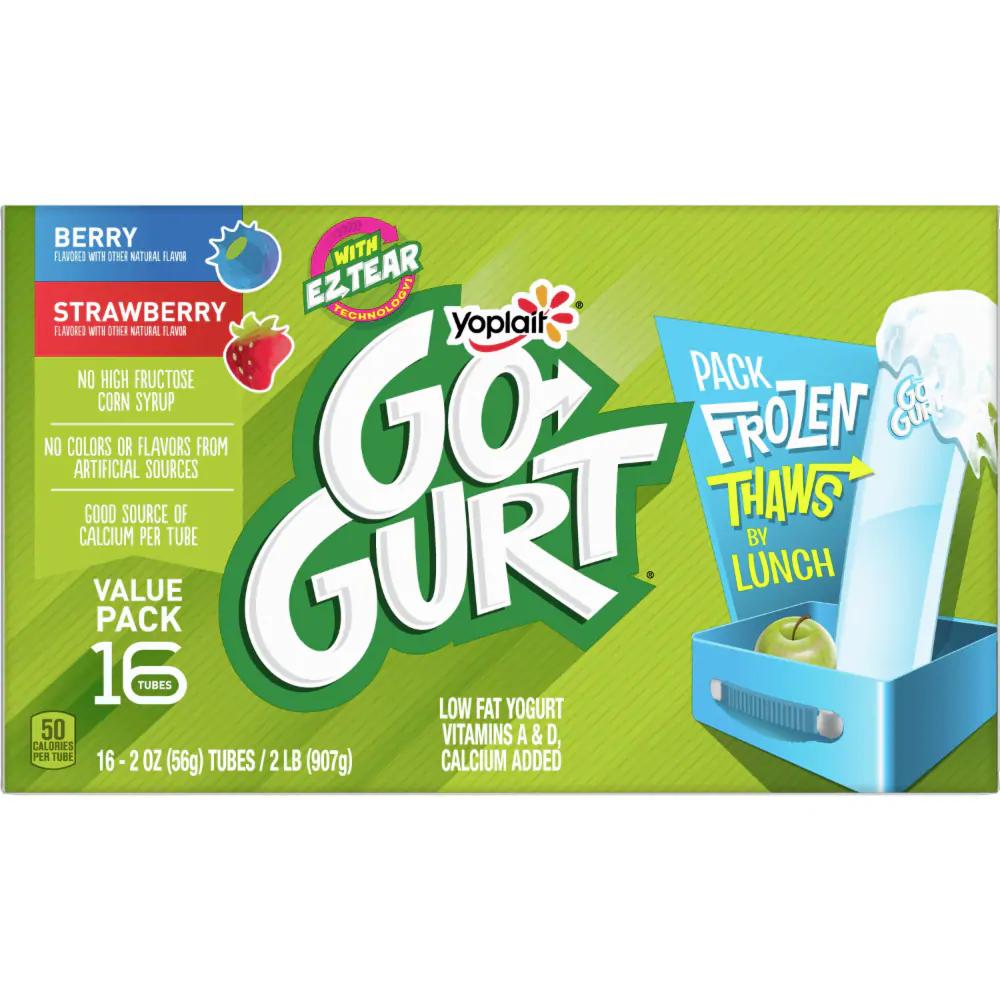 BERRY
FLAVORED WITH OTHER NATURAL FLAVOR
STRAWBERRY
FLAVORED WITH OTHER NATURAL FLAVOR
NO HIGH FRUCTOSE
CORN SYRUP
NO COLORS OR FLAVORS FROM
ARTIFICIAL SOURCES
GOOD SOURCE OF
CALCIUM PER TUBE
VALUE
PACK
16
TUBES
50
CALORIES
PER TUBE
16 - 2 OZ (56g) TUBES / 2 LB (907g)
WITH
EZ TEAR
TECHNOLOGY!
Yoplait®
GO-
GURT®
LOW FAT YOGURT
VITAMINS A & D,
CALCIUM ADDED
PACK
FROZEN
THAWS
BY
LUNCH
GO-
GURT